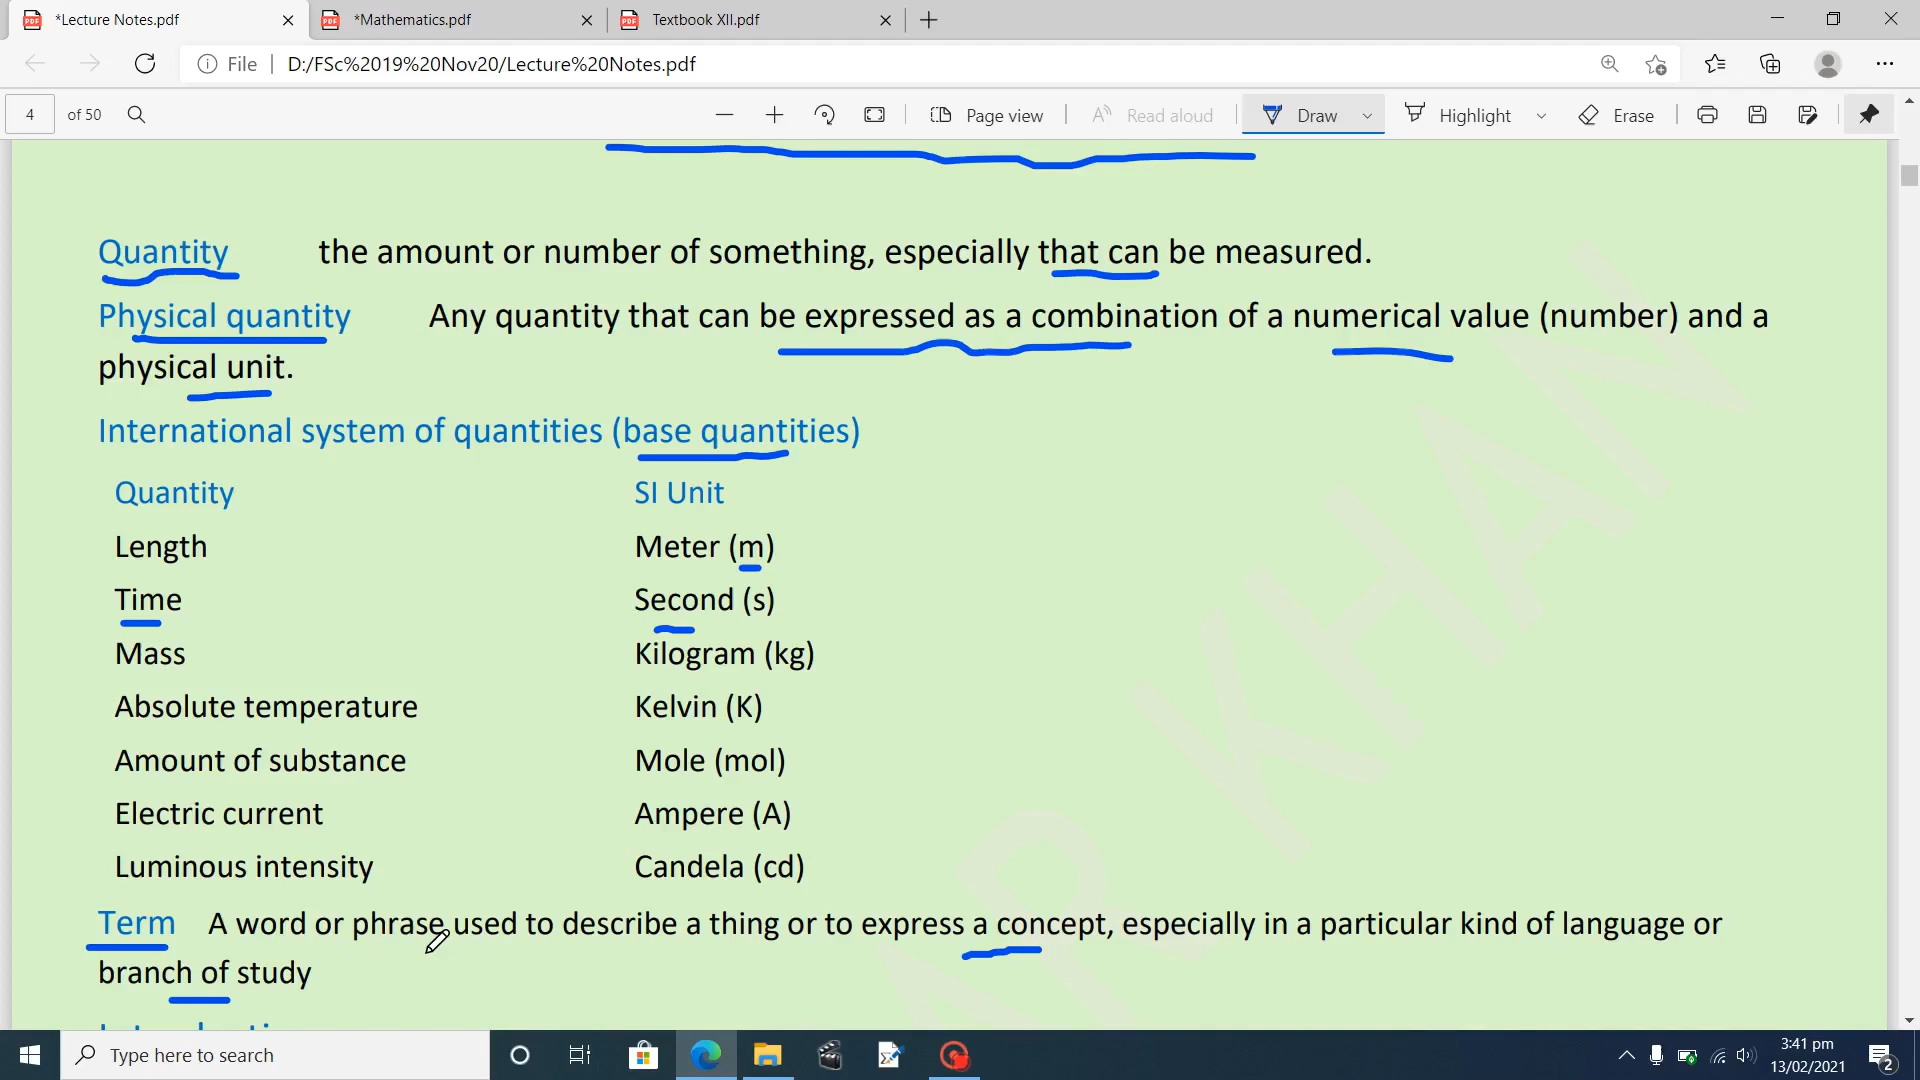 *Lecture Notes.pdf *Mathematics.pdf Textbook XII.pdf
File D:/FSc%2019%20Nov20/Lecture%20Notes.pdf
4 of 50 Page view Read aloud Draw Highlight Erase
Quantity the amount or number of something, especially that can be measured.
Physical quantity Any quantity that can be expressed as a combination of a numerical value (number) and a
physical unit.
International system of quantities (base quantities)
Quantity SI Unit
Length Meter (m)
Time Second (s)
Mass Kilogram (kg)
Absolute temperature Kelvin (K)
Amount of substance Mole (mol)
Electric current Ampere (A)
Luminous intensity Candela (cd)
Term A word or phrase used to describe a thing or to express a concept, especially in a particular kind of language or
branch of study
KHAN
Type here to search
3:41 pm
13/02/2021
2